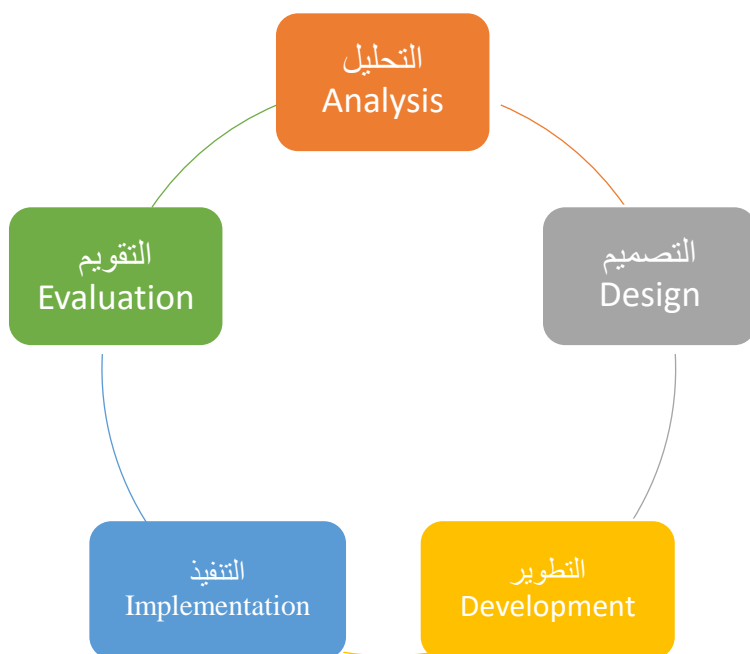 التحليل
Analysis
التصميم
Design
التطوير
Development
التنفيذ
Implementation
التقويم
Evaluation